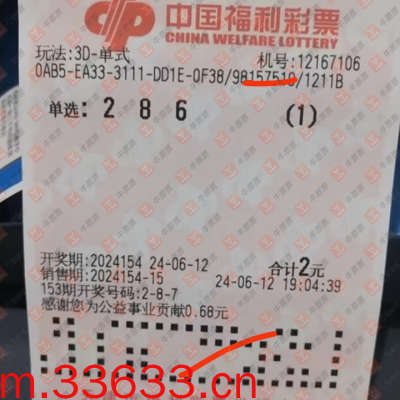 中国福利彩票
CHINA WELFARE LOTTERY
玩法:3D-单式 机号:12167106
0AB5-EA33-3111-DD1E-0F38/98157510/1211B
单选: 2 8 6 (1)
开奖期:2024154 24-06-12 合计2元
销售期:2024154-15 24-06-12 19:04:39
153期开奖号码:2-8-7
感谢您为公益事业贡献0.68元
m.33633.cn